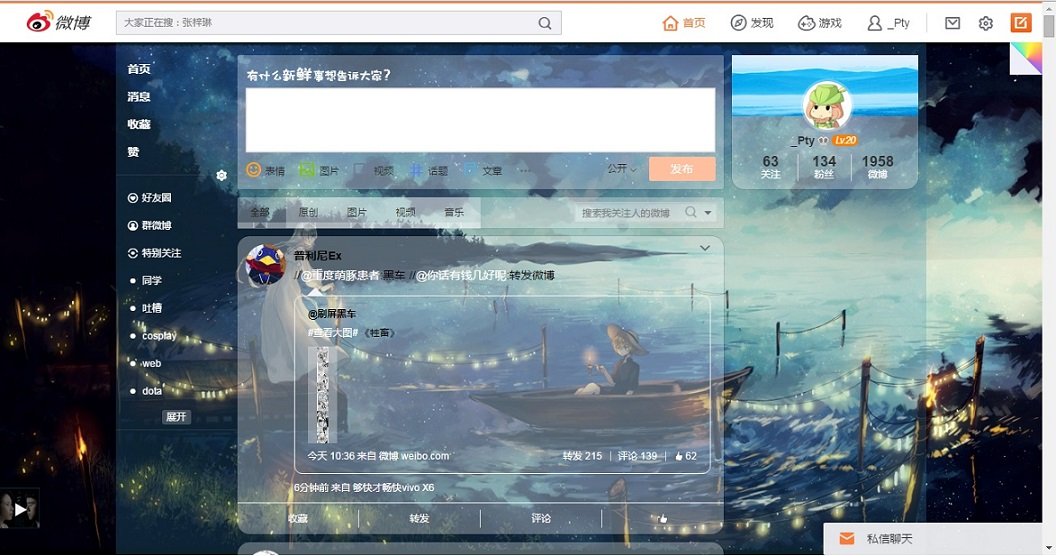 微博
大家正在搜：张梓琳
首页
发现
游戏
_Pty
首页
消息
收藏
赞
好友圈
群微博
特别关注
同学
吐槽
cosplay
web
dota
展开
有什么新鲜事想告诉大家?
表情 图片 视频 话题 文章 ...
公开
发布
全部 原创 图片 视频 音乐
搜索我关注人的微博
普利尼Ex
//@重度萌豚患者:黑车 //@你话有钱几好呢:转发微博
@刷屏黑车
#查看大图# 《牲畜》
今天 10:36 来自 微博 weibo.com
转发 215 | 评论 139 | 62
6分钟前 来自 够快才畅快vivo X6
收藏 转发 评论
_Pty Lv.20
63 134 1958
关注 粉丝 微博
私信聊天